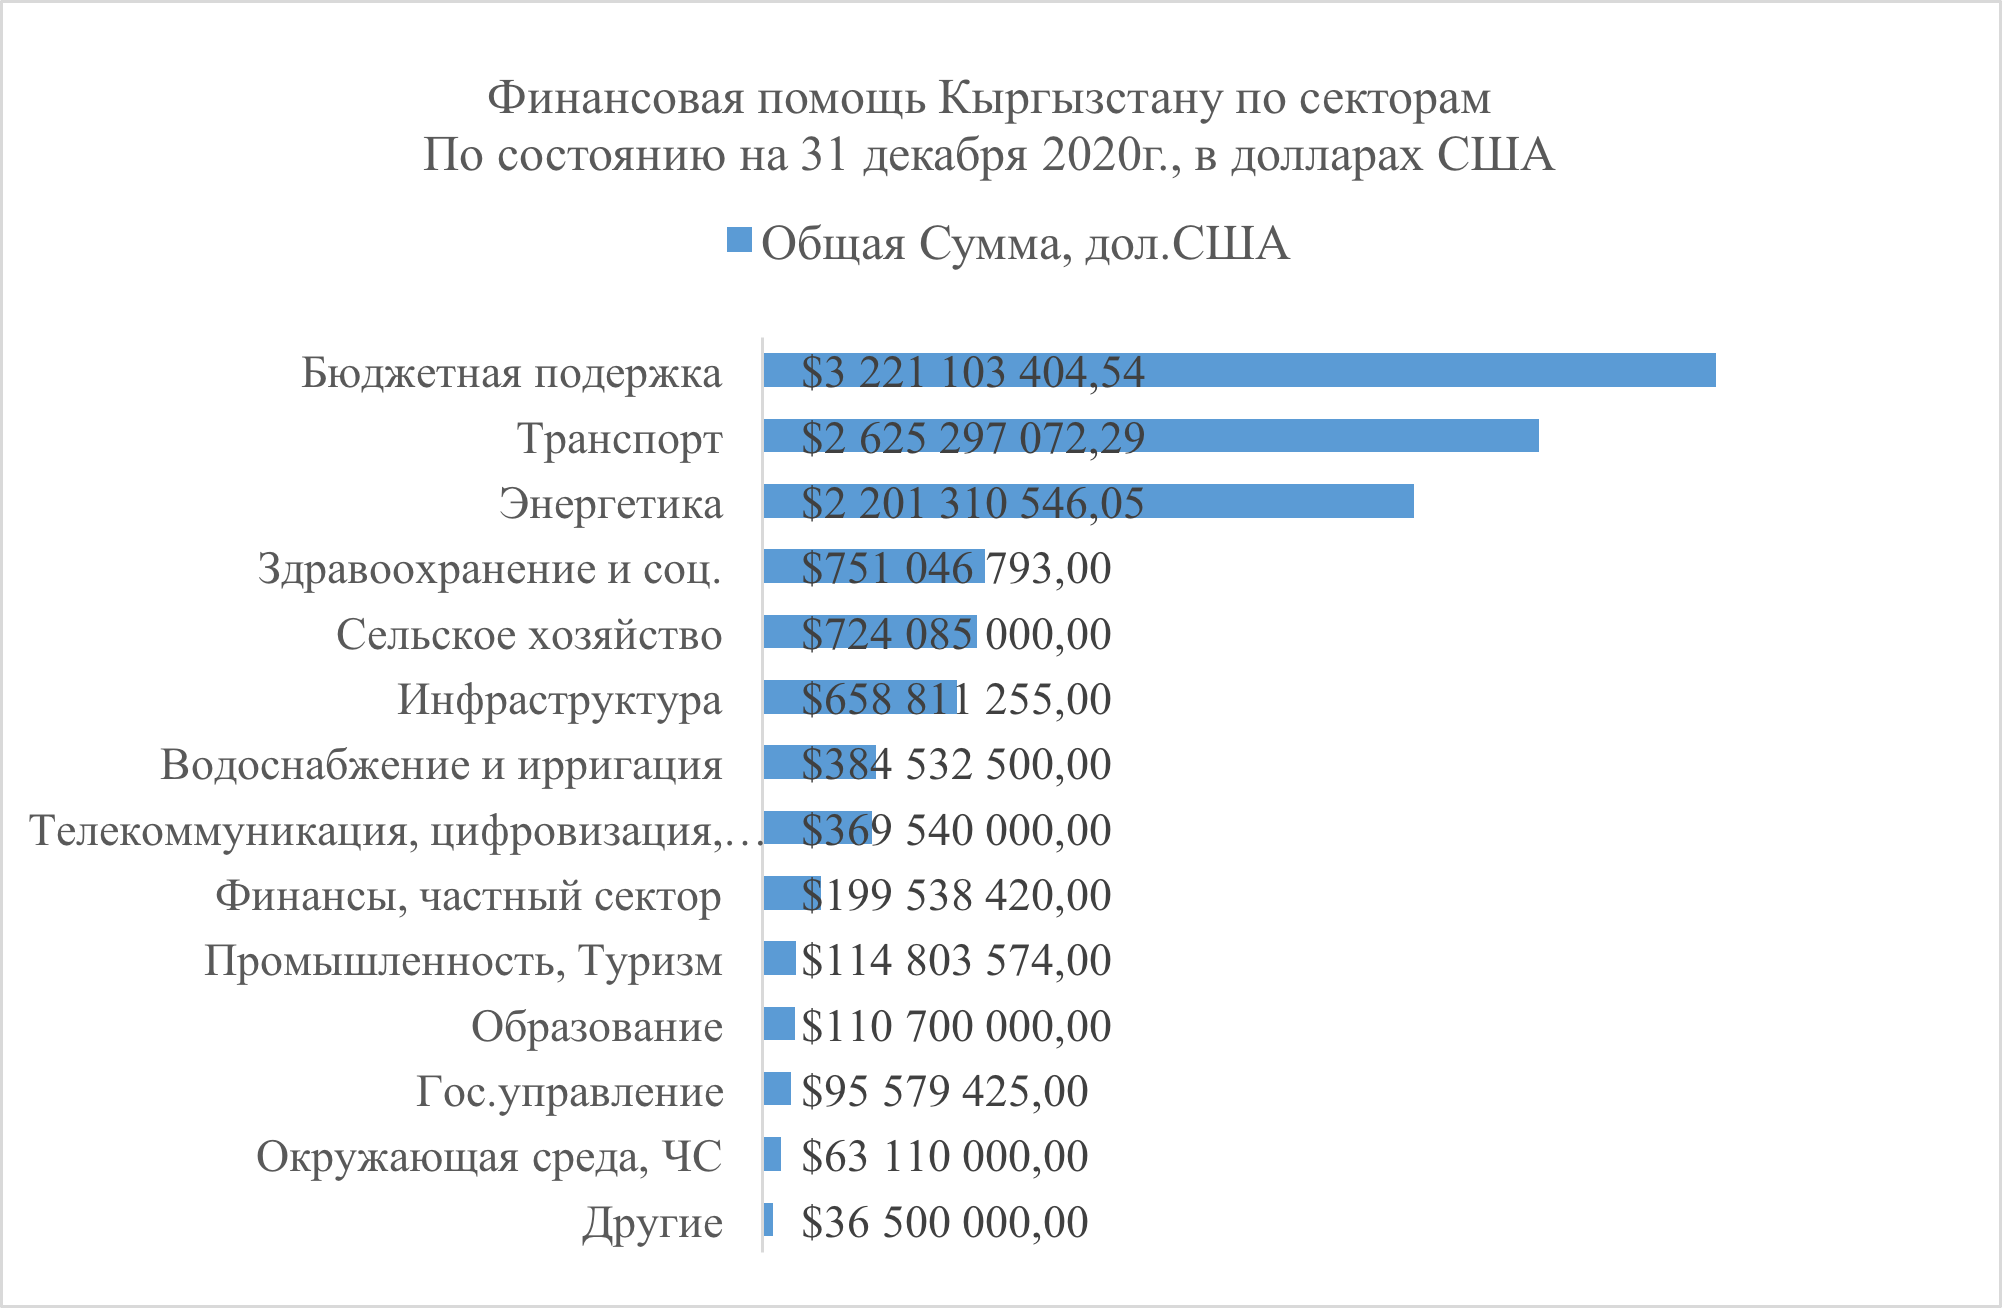 Финансовая помощь Кыргызстану по секторам
По состоянию на 31 декабря 2020г., в долларах США
Общая Сумма, дол.США
Бюджетная подержка $3 221 103 404,54
Транспорт $2 625 297 072,29
Энергетика $2 201 310 546,05
Здравоохранение и соц. $751 046 793,00
Сельское хозяйство $724 085 000,00
Инфраструктура $658 811 255,00
Водоснабжение и ирригация $384 532 500,00
Телекоммуникация, цифровизация,… $369 540 000,00
Финансы, частный сектор $199 538 420,00
Промышленность, Туризм $114 803 574,00
Образование $110 700 000,00
Гос.управление $95 579 425,00
Окружающая среда, ЧС $63 110 000,00
Другие $36 500 000,00